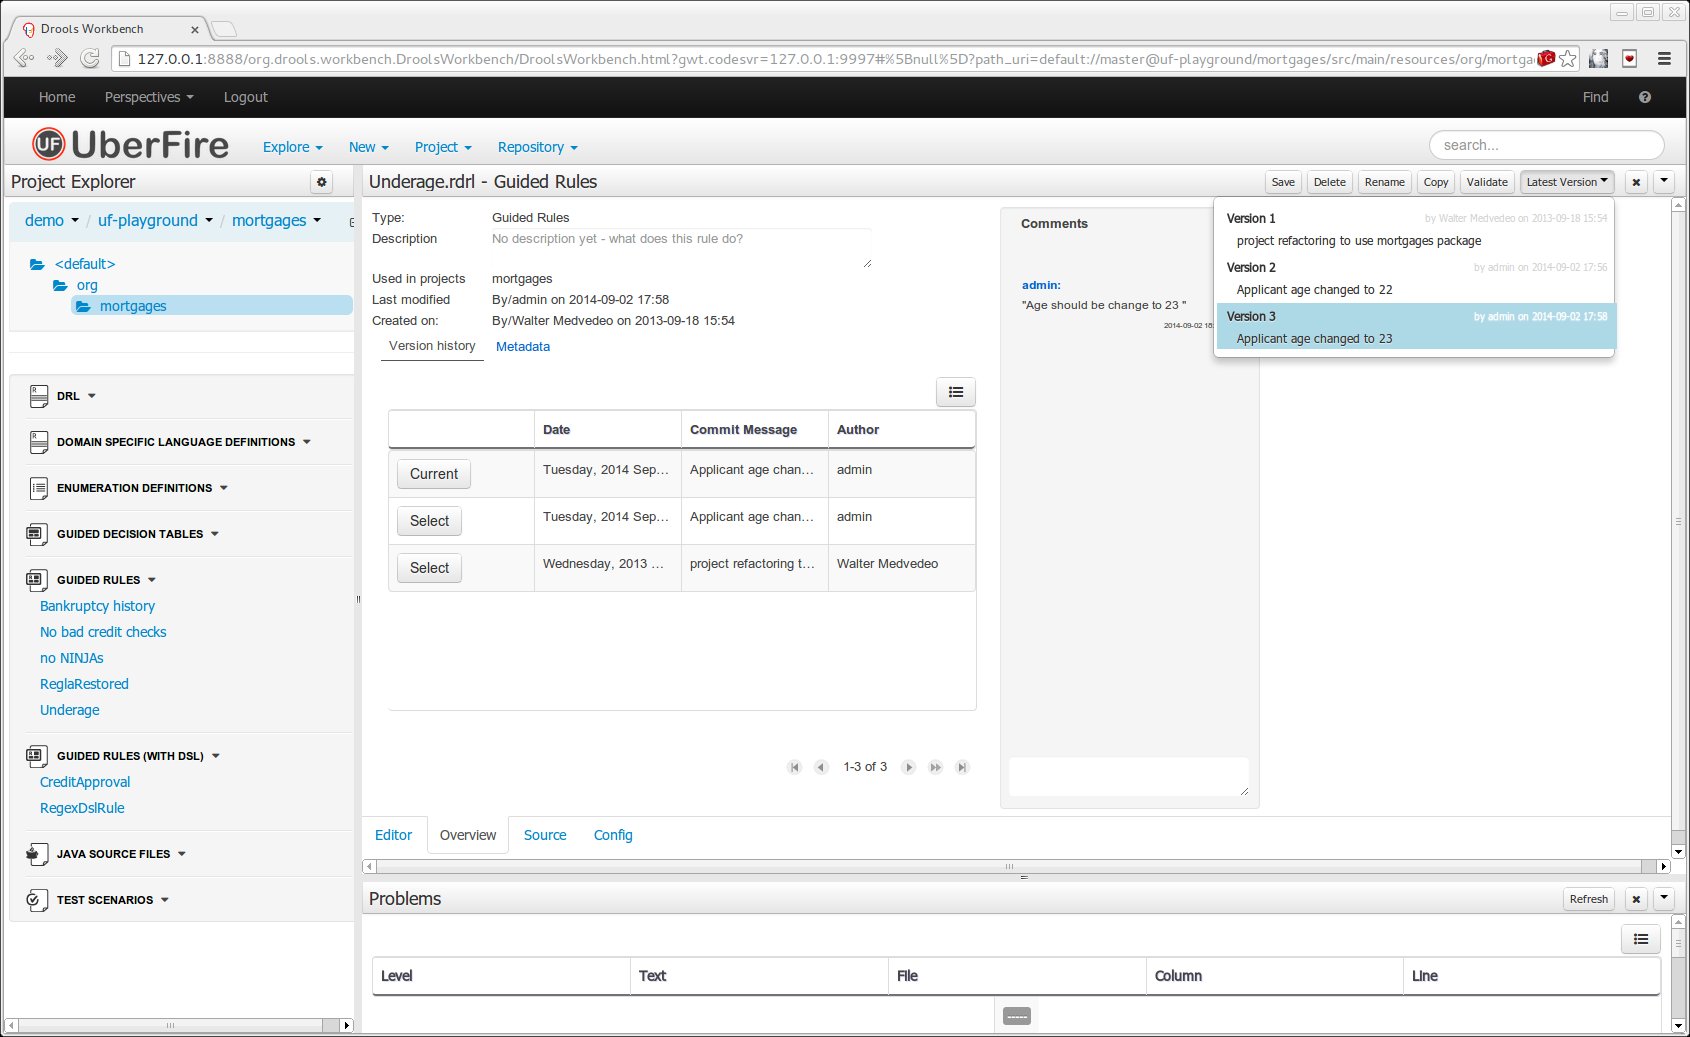 Drools Workbench
127.0.0.1:8888/org.drools.workbench.DroolsWorkbench/DroolsWorkbench.html?gwt.codesvr=127.0.0.1:9997#%5Bnull%5D?path_uri=default://master@uf-playground/mortgages/src/main/resources/org/mortga
Home Perspectives Logout Find
UF UberFire Explore New Project Repository search...
Project Explorer
demo / uf-playground / mortgages
<default>
org
mortgages
DRL
DOMAIN SPECIFIC LANGUAGE DEFINITIONS
ENUMERATION DEFINITIONS
GUIDED DECISION TABLES
GUIDED RULES
Bankruptcy history
No bad credit checks
no NINJAs
ReglaRestored
Underage
GUIDED RULES (WITH DSL)
CreditApproval
RegexDslRule
JAVA SOURCE FILES
TEST SCENARIOS
Underage.rdrl - Guided Rules
Save Delete Rename Copy Validate Latest Version
Type: Guided Rules
Description No description yet - what does this rule do?
Used in projects mortgages
Last modified By/admin on 2014-09-02 17:58
Created on: By/Walter Medvedeo on 2013-09-18 15:54
Version history Metadata
Date Commit Message Author
Current Tuesday, 2014 Sep... Applicant age chan... admin
Select Tuesday, 2014 Sep... Applicant age chan... admin
Select Wednesday, 2013 ... project refactoring t... Walter Medvedeo
1-3 of 3
Comments
admin:
"Age should be change to 23 "
2014-09-02 18:
Version 1 by Walter Medvedeo on 2013-09-18 15:54
project refactoring to use mortgages package
Version 2 by admin on 2014-09-02 17:56
Applicant age changed to 22
Version 3 by admin on 2014-09-02 17:58
Applicant age changed to 23
Editor Overview Source Config
Problems
Refresh
Level Text File Column Line
-----